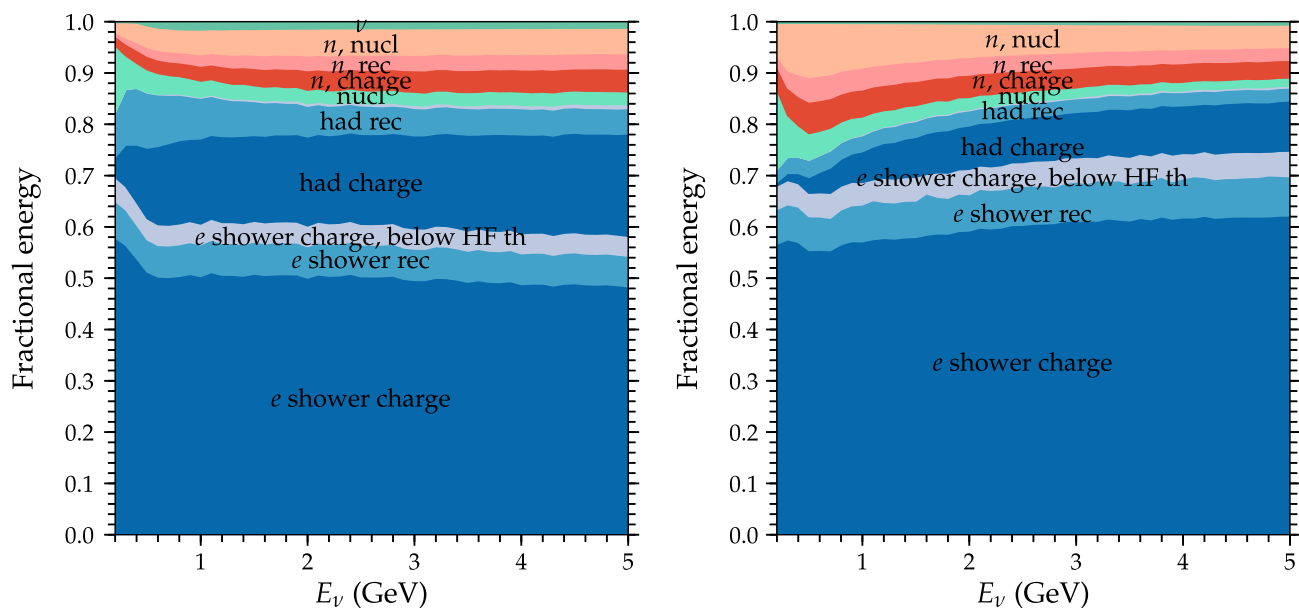 1.0
0.9
0.8
0.7
0.6
0.5
0.4
0.3
0.2
0.1
0.0
Fractional energy
ν
n, nucl
n, rec
n, charge
nucl
had rec
had charge
e shower charge, below HF th
e shower rec
e shower charge
1 2 3 4 5
Eν (GeV)
1.0
0.9
0.8
0.7
0.6
0.5
0.4
0.3
0.2
0.1
0.0
Fractional energy
n, nucl
n, rec
n, charge
nucl
had rec
had charge
e shower charge, below HF th
e shower rec
e shower charge
1 2 3 4 5
Eν (GeV)